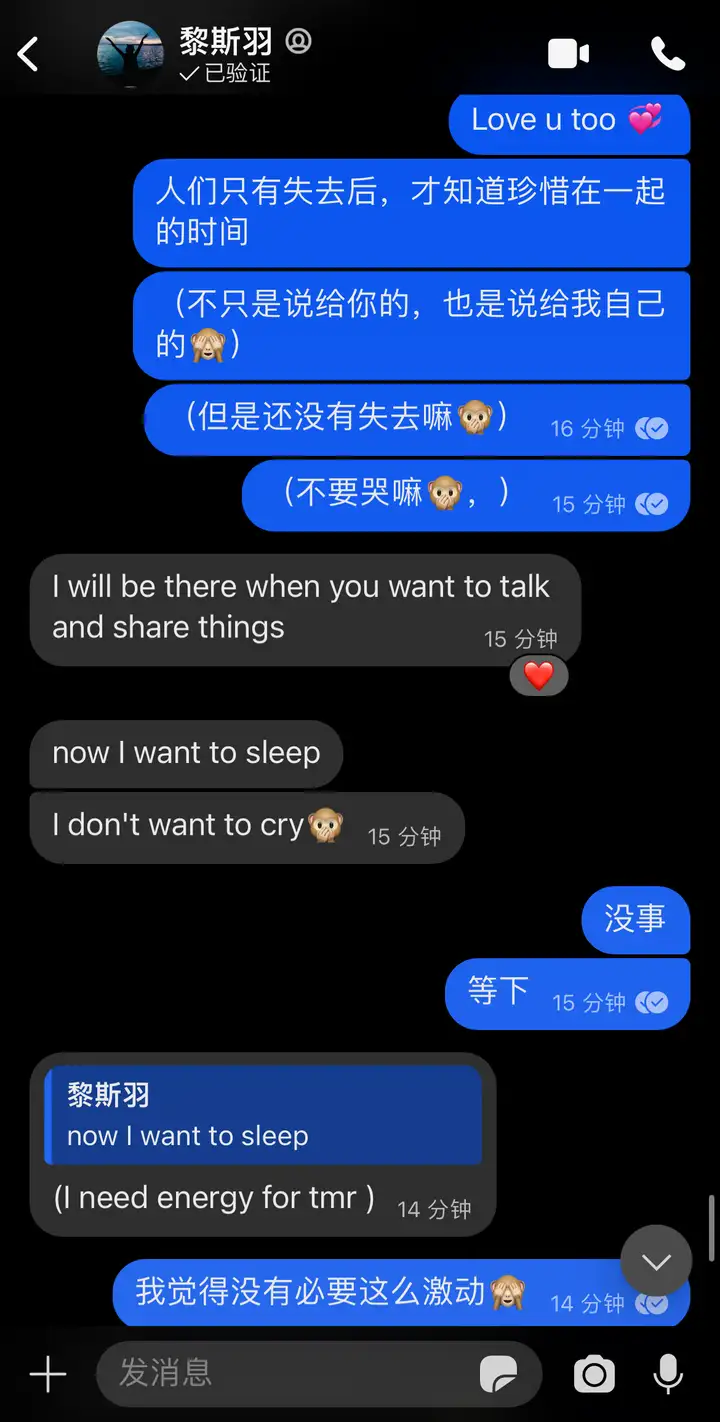 黎斯羽
已验证
Love u too 💞
人们只有失去后，才知道珍惜在一起
的时间
（不只是说给你的，也是说给我自己
的🙈）
（但是还没有失去嘛🙊） 16 分钟
（不要哭嘛🙊，） 15 分钟
I will be there when you want to talk
and share things 15 分钟
❤️
now I want to sleep
I don't want to cry🙊 15 分钟
没事
等下 15 分钟
黎斯羽
now I want to sleep
(I need energy for tmr ) 14 分钟
我觉得没有必要这么激动🙈 14 分钟
发消息